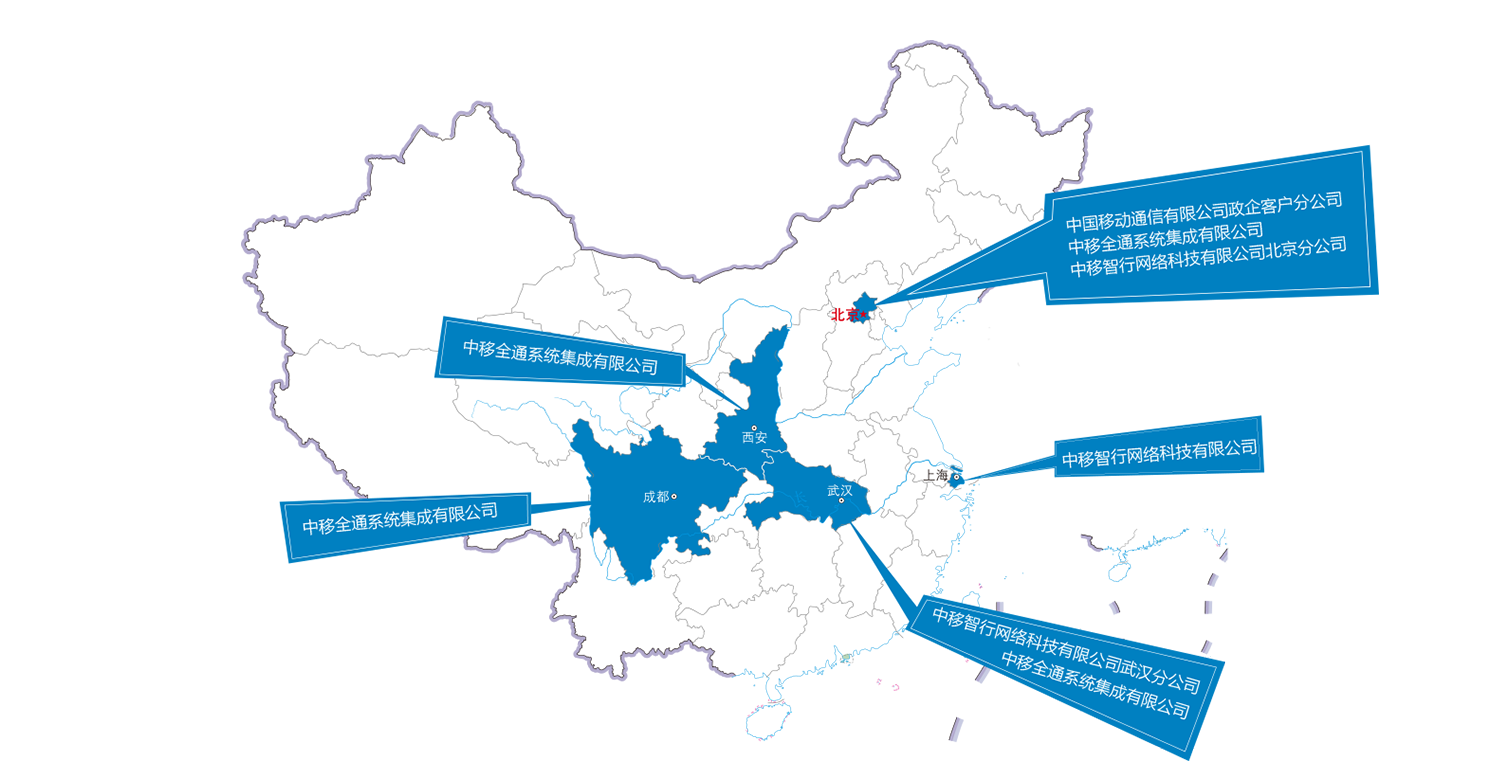 中国移动通信有限公司政企客户分公司
中移全通系统集成有限公司
中移智行网络科技有限公司北京分公司
北京
中移全通系统集成有限公司
西安
中移智行网络科技有限公司
上海
成都
武汉
长
中移全通系统集成有限公司
中移智行网络科技有限公司武汉分公司
中移全通系统集成有限公司